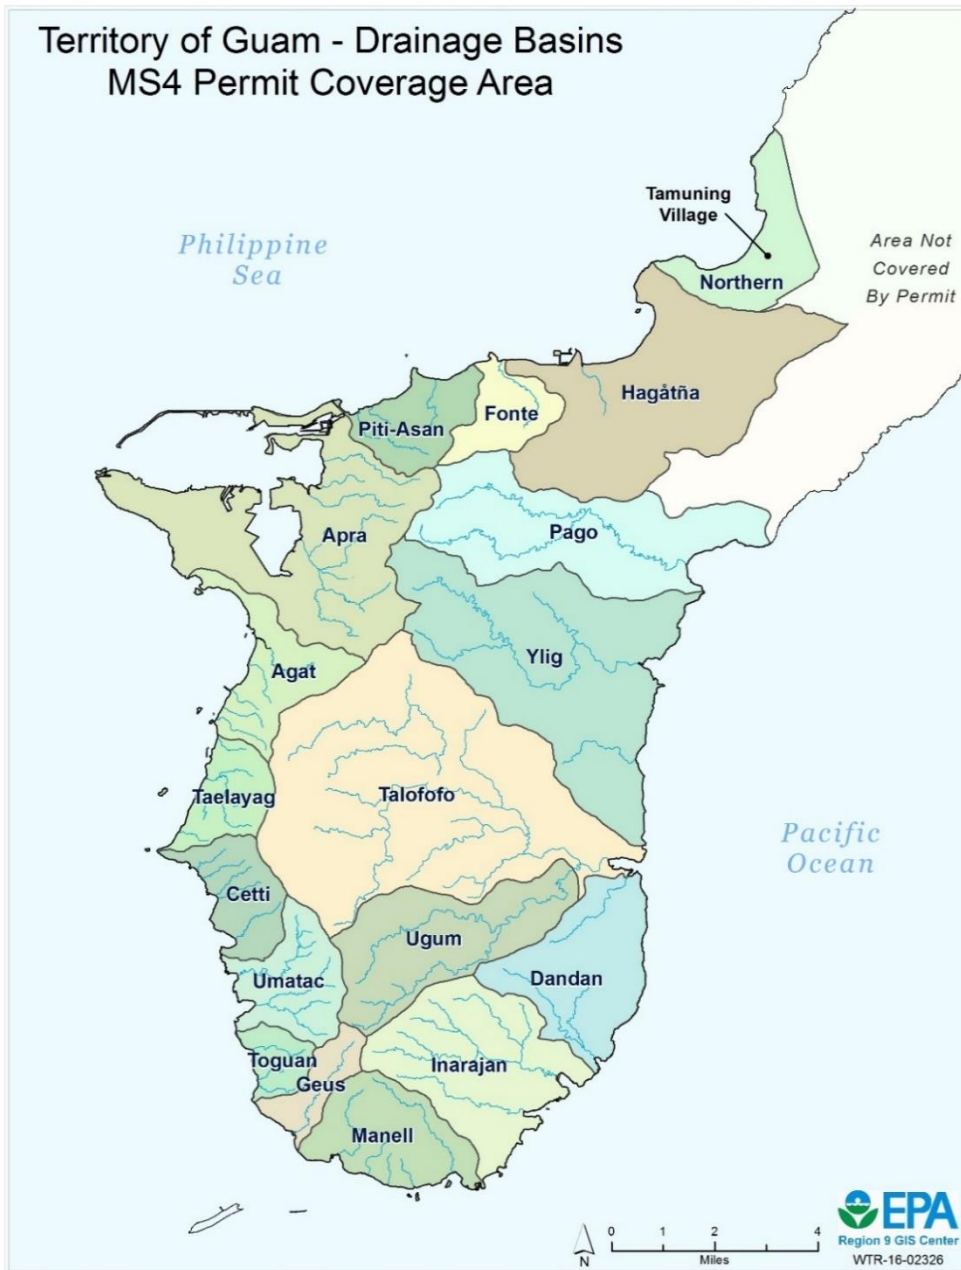 Territory of Guam - Drainage Basins
MS4 Permit Coverage Area
Tamuning
Village
Philippine
Sea
Area Not
Covered
By Permit
Northern
Hagåtña
Fonte
Piti-Asan
Apra
Pago
Ylig
Agat
Talofofo
Taelayag
Pacific
Ocean
Cetti
Ugum
Umatac
Dandan
Toguan
Geus
Inarajan
Manell
EPA
Region 9 GIS Center
WTR-16-02326
N
0 1 2 4
Miles